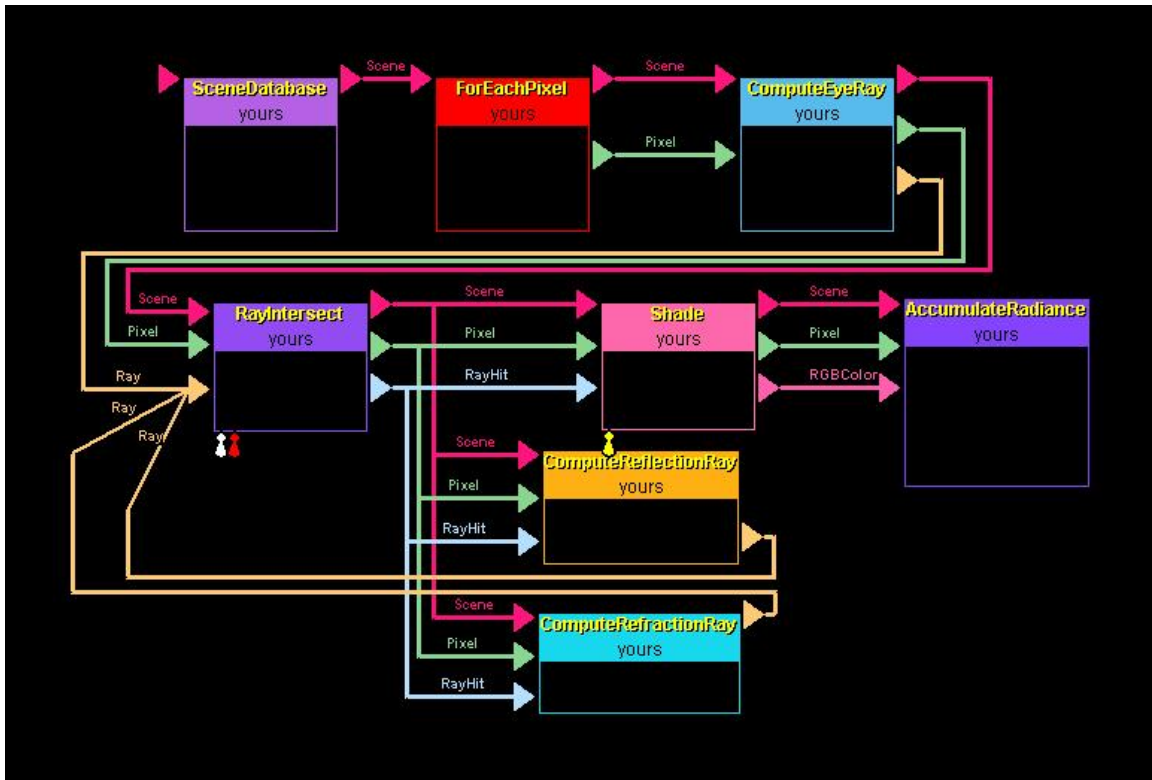 Scene
Scene
SceneDatabase
yours
ForEachPixel
yours
ComputeEyeRay
yours
Pixel
Scene
Scene
Scene
RayIntersect
yours
Shade
yours
AccumulateRadiance
yours
Pixel
Pixel
Pixel
Ray
RayHit
RGBColor
Ray
Ray
Scene
ComputeReflectionRay
yours
Pixel
RayHit
Scene
ComputeRefractionRay
yours
Pixel
RayHit